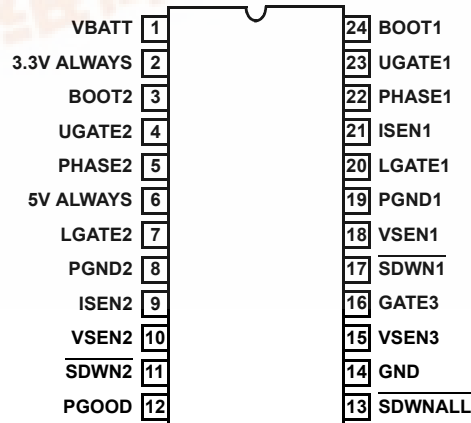 VBATT 1 24 BOOT1
3.3V ALWAYS 2 23 UGATE1
BOOT2 3 22 PHASE1
UGATE2 4 21 ISEN1
PHASE2 5 20 LGATE1
5V ALWAYS 6 19 PGND1
LGATE2 7 18 VSEN1
PGND2 8 17 SDWN1
ISEN2 9 16 GATE3
VSEN2 10 15 VSEN3
SDWN2 11 14 GND
PGOOD 12 13 SDWNALL